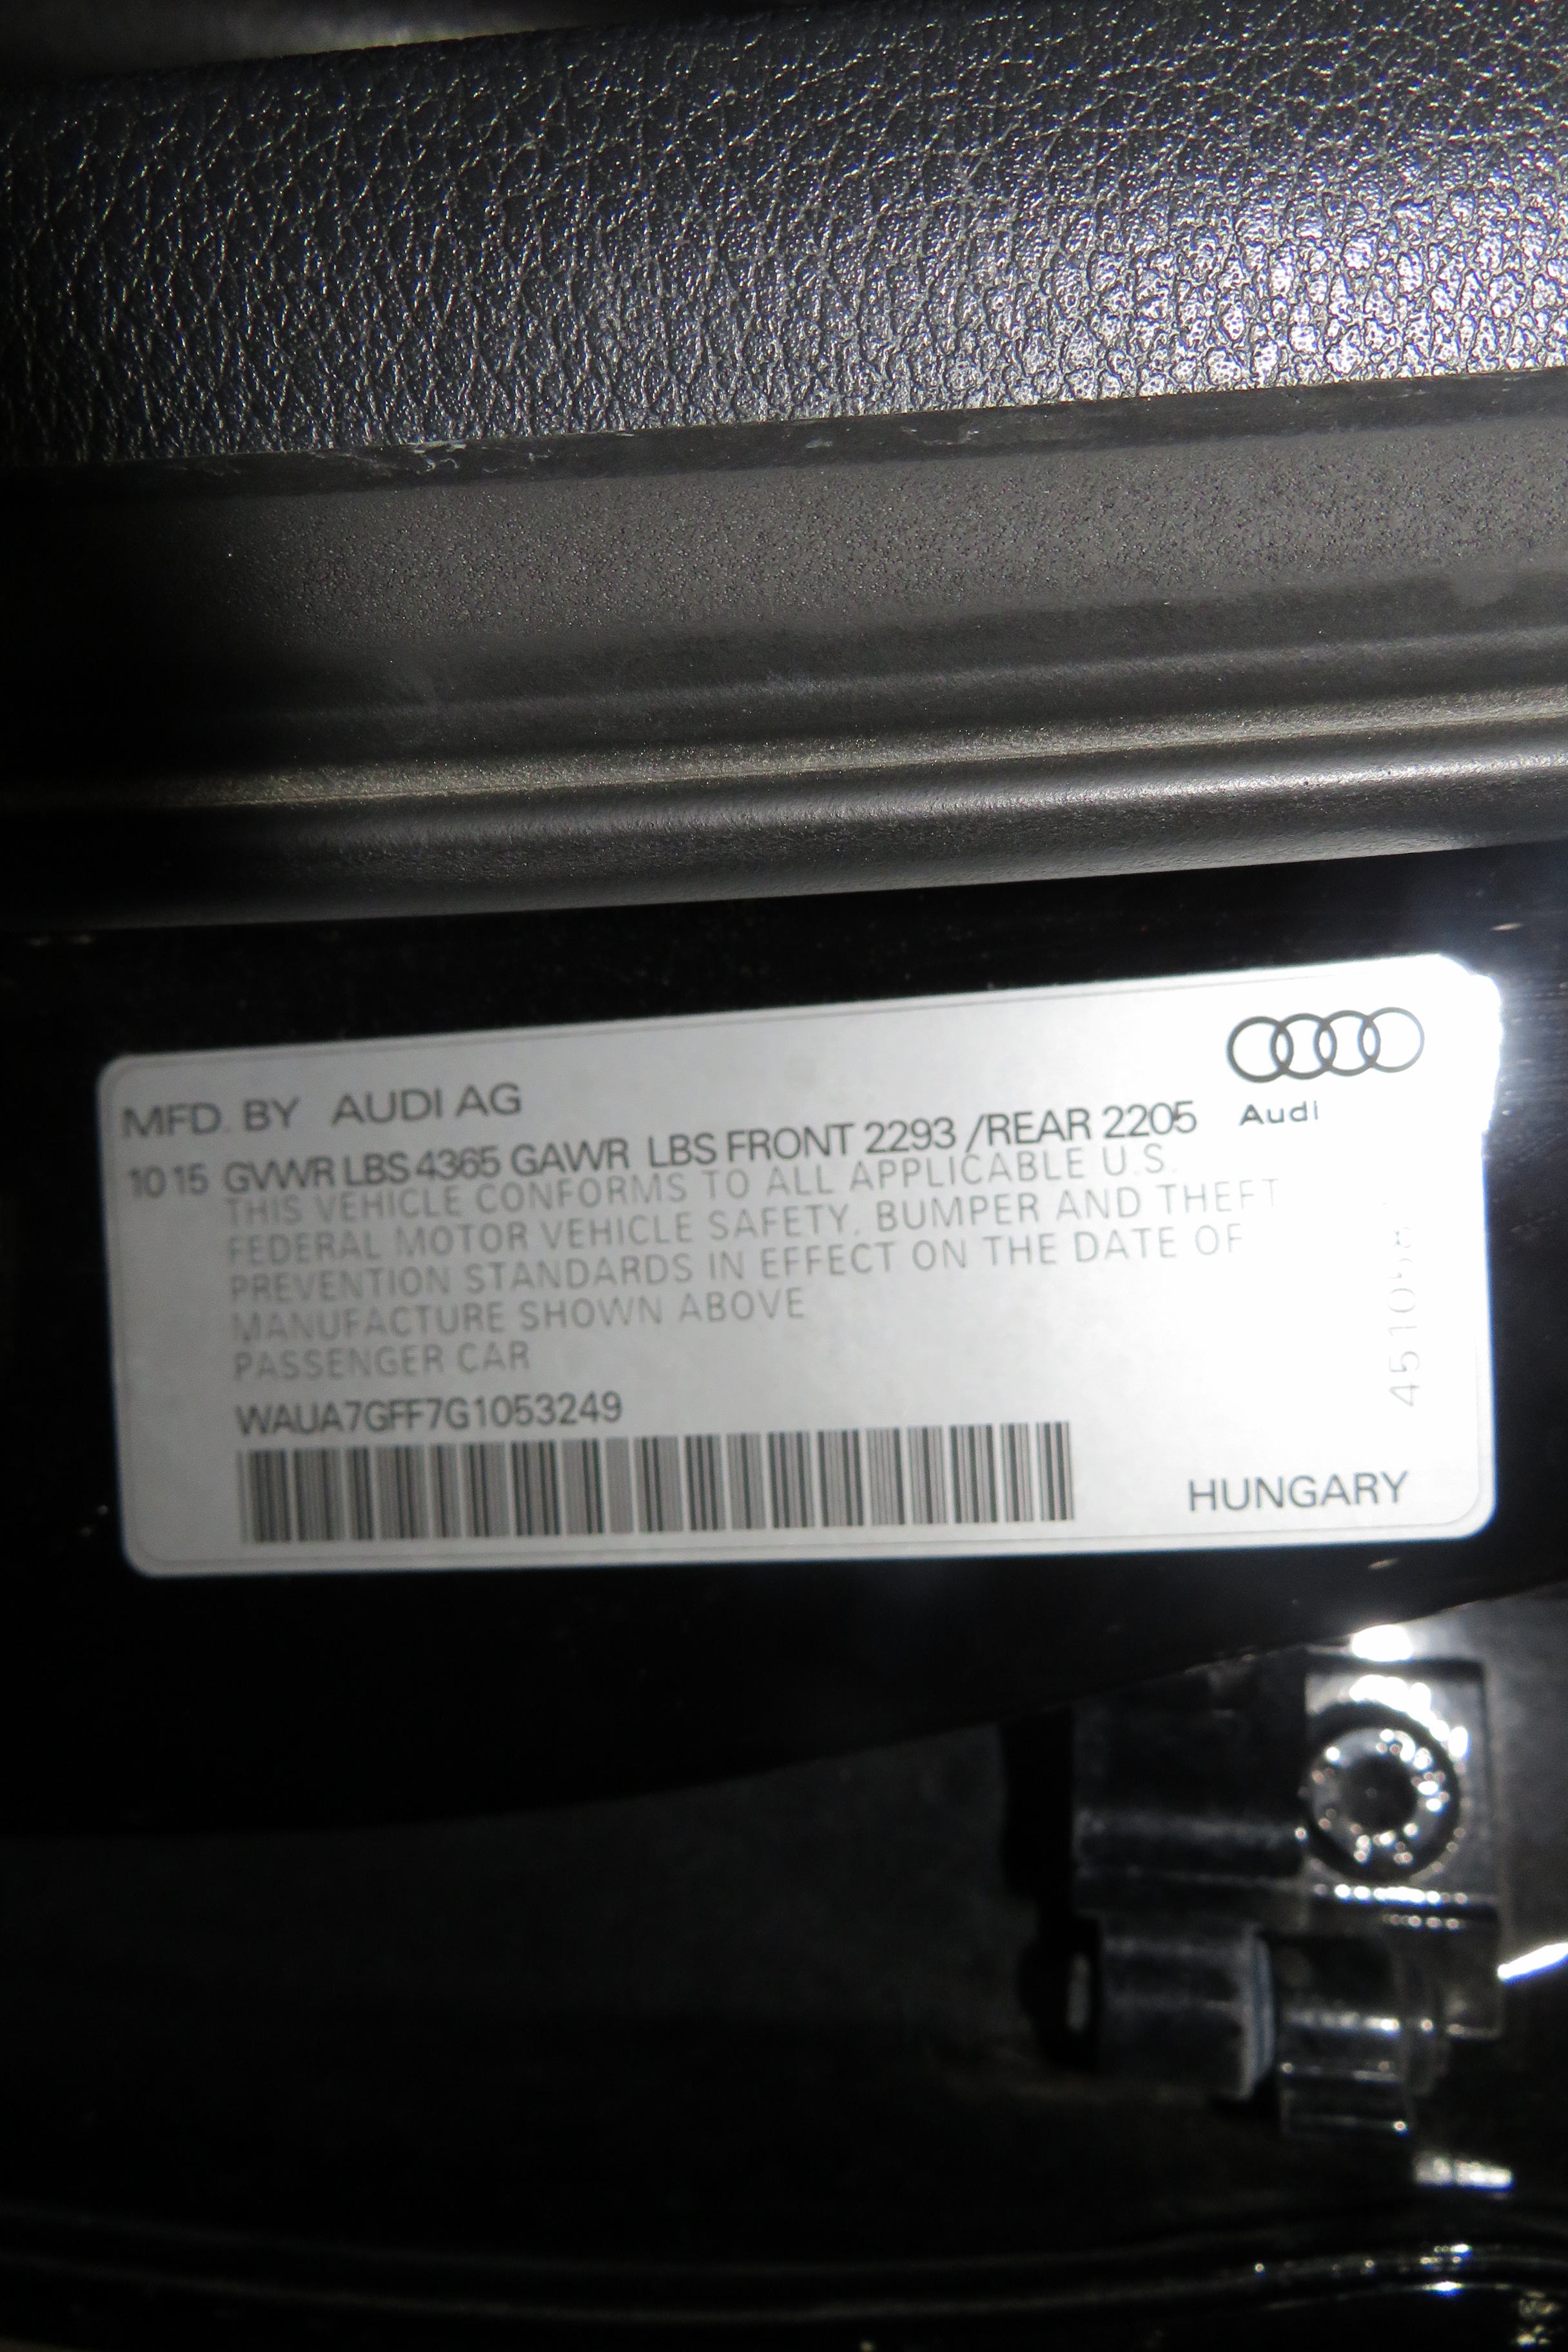 MFD. BY AUDI AG
Audi
10 15 GVWR LBS 4365 GAWR LBS FRONT 2293 /REAR 2205
THIS VEHICLE CONFORMS TO ALL APPLICABLE U.S.
FEDERAL MOTOR VEHICLE SAFETY, BUMPER AND THEFT
PREVENTION STANDARDS IN EFFECT ON THE DATE OF
MANUFACTURE SHOWN ABOVE
PASSENGER CAR
WAUA7GFF7G1053249
HUNGARY